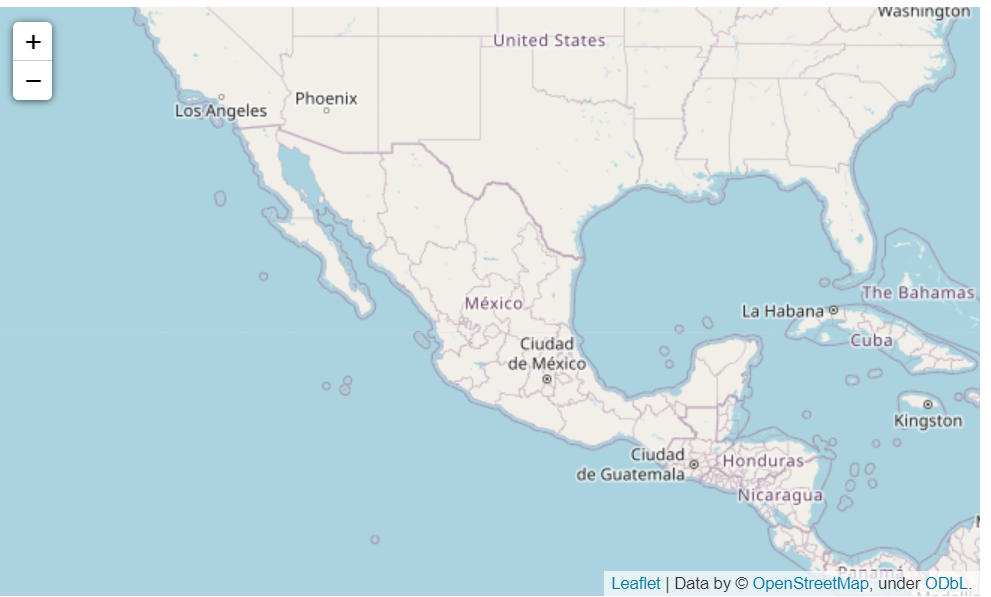 Washington
+
United States
−
Phoenix
Los Angeles
The Bahamas
México
La Habana
Cuba
Ciudad
de México
Kingston
Ciudad
de Guatemala
Honduras
Nicaragua
Panamá
Leaflet | Data by © OpenStreetMap, under ODbL.